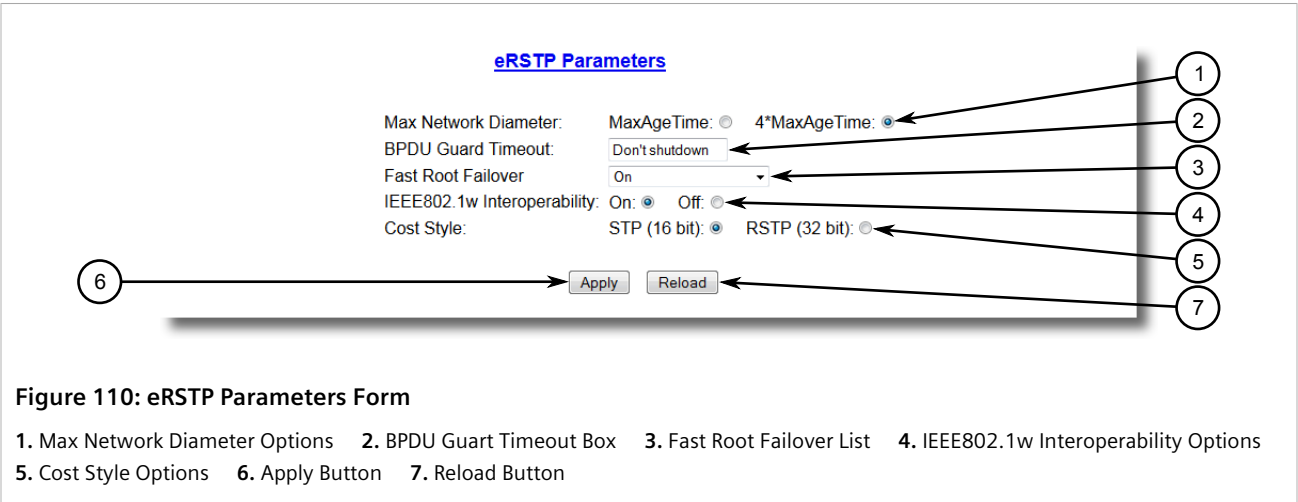 eRSTP Parameters
1
Max Network Diameter: MaxAgeTime: 4*MaxAgeTime:
2
BPDU Guard Timeout: Don't shutdown
3
Fast Root Failover On
IEEE802.1w Interoperability: On: Off:
4
Cost Style: STP (16 bit): RSTP (32 bit):
5
6
Apply Reload
7
Figure 110: eRSTP Parameters Form
1. Max Network Diameter Options 2. BPDU Guart Timeout Box 3. Fast Root Failover List 4. IEEE802.1w Interoperability Options
5. Cost Style Options 6. Apply Button 7. Reload Button